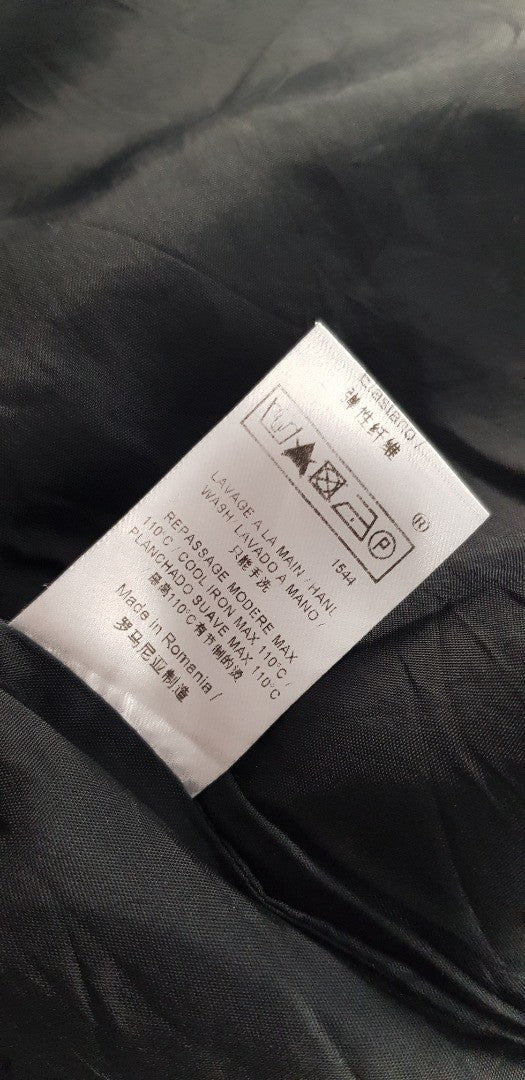 Elastano /
弹性纤维
®
P
1544
LAVAGE A LA MAIN / HAND
WASH / LAVADO A MANO /
只能手洗
REPASSAGE MODERE MAX
110°C / COOL IRON MAX 110°C /
PLANCHADO SUAVE MAX 110°C
最高110°C有节制的烫
Made in Romania /
罗马尼亚制造